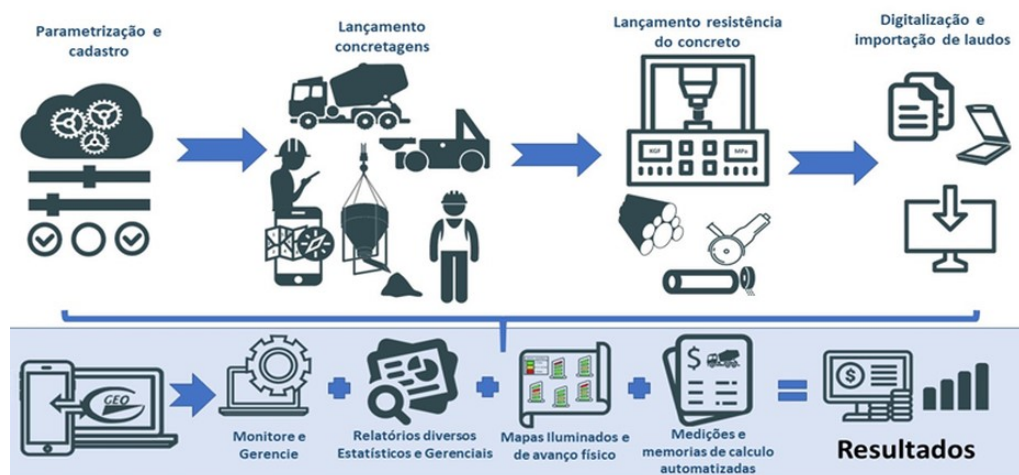 Parametrização e
cadastro
Lançamento
concretagens
Lançamento resistência
do concreto
Digitalização e
importação de laudos
KGF
MPa
GEO
Monitore e
Gerencie
Relatórios diversos
Estatísticos e Gerenciais
Mapas Iluminados e
de avanço físico
Medições e
memorias de calculo
automatizadas
Resultados